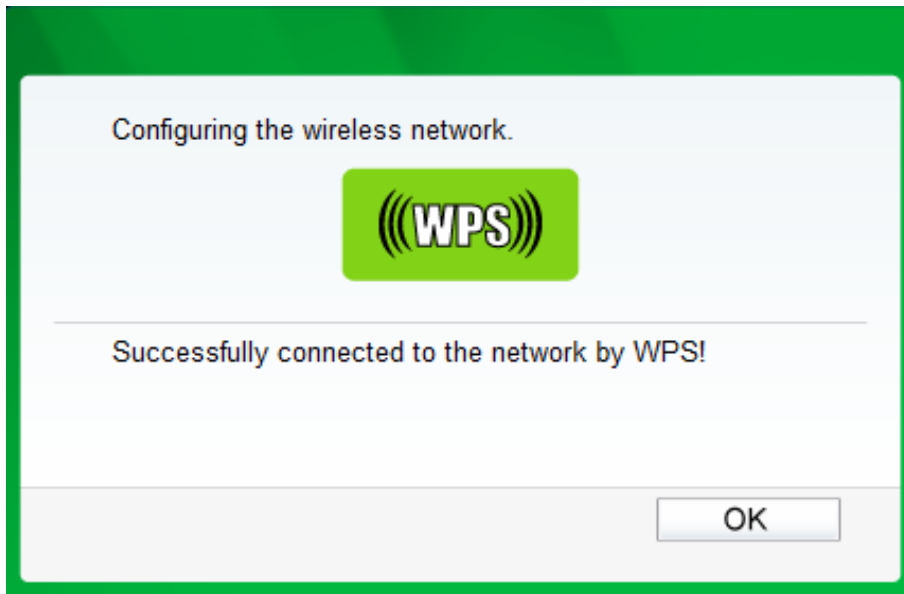 Configuring the wireless network.
WPS
Successfully connected to the network by WPS!
OK